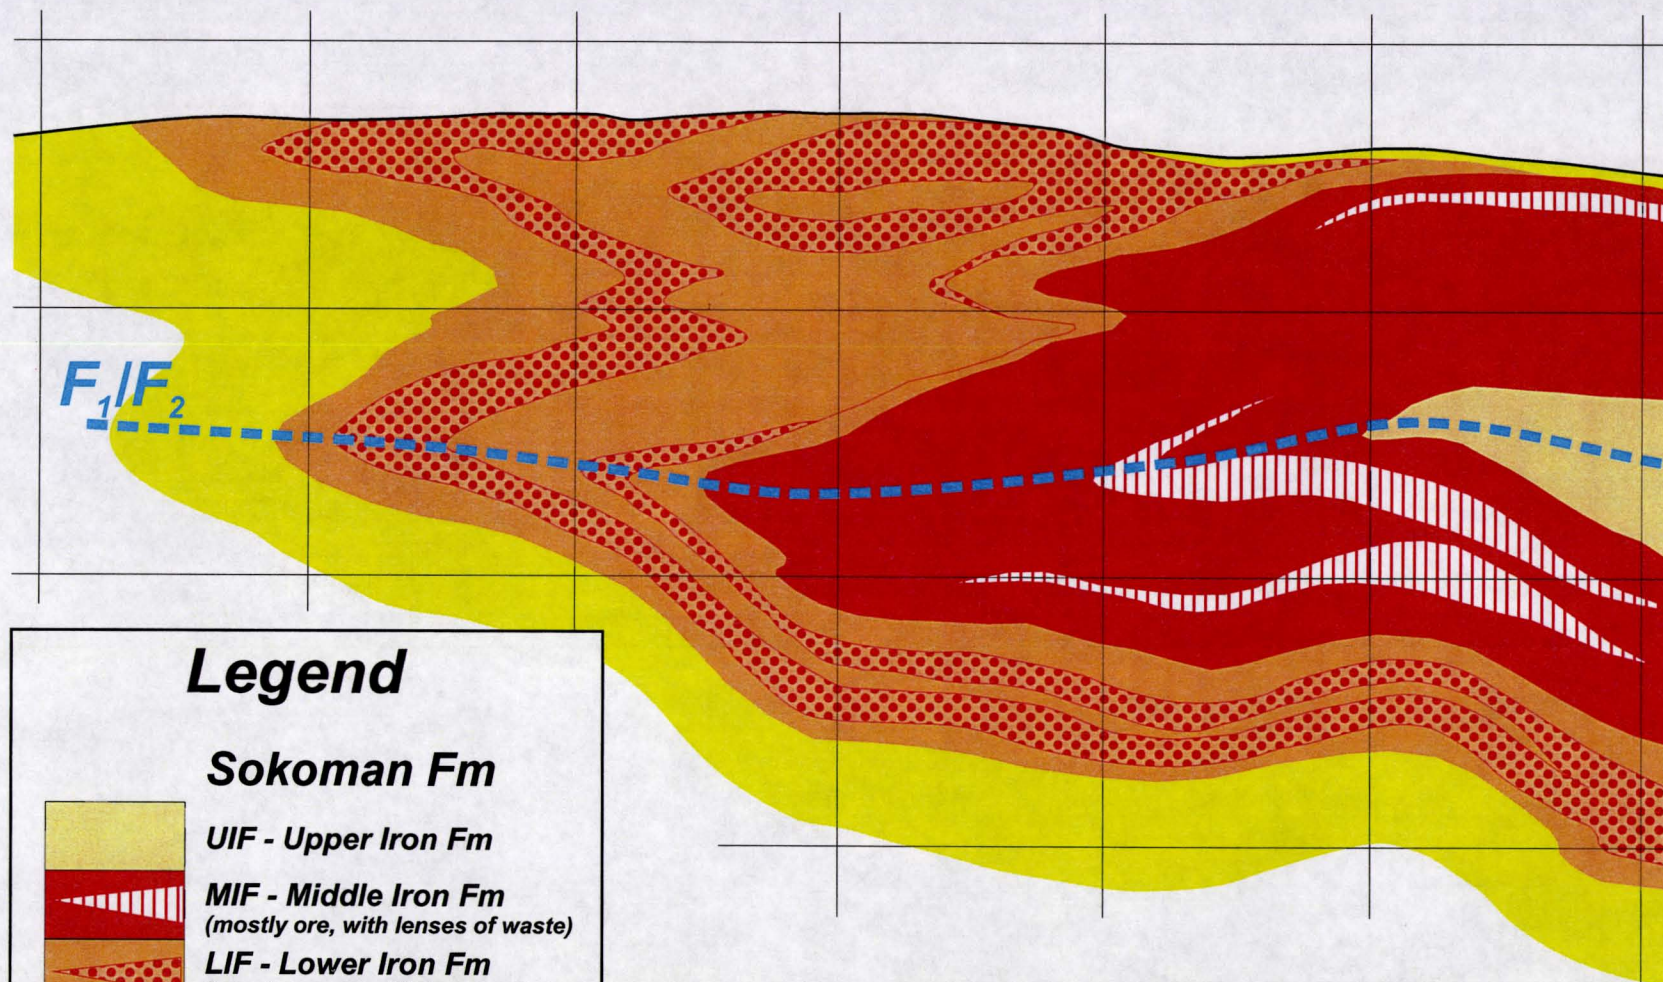 F1/F2
Legend
Sokoman Fm
UIF - Upper Iron Fm
MIF - Middle Iron Fm
(mostly ore, with lenses of waste)
LIF - Lower Iron Fm